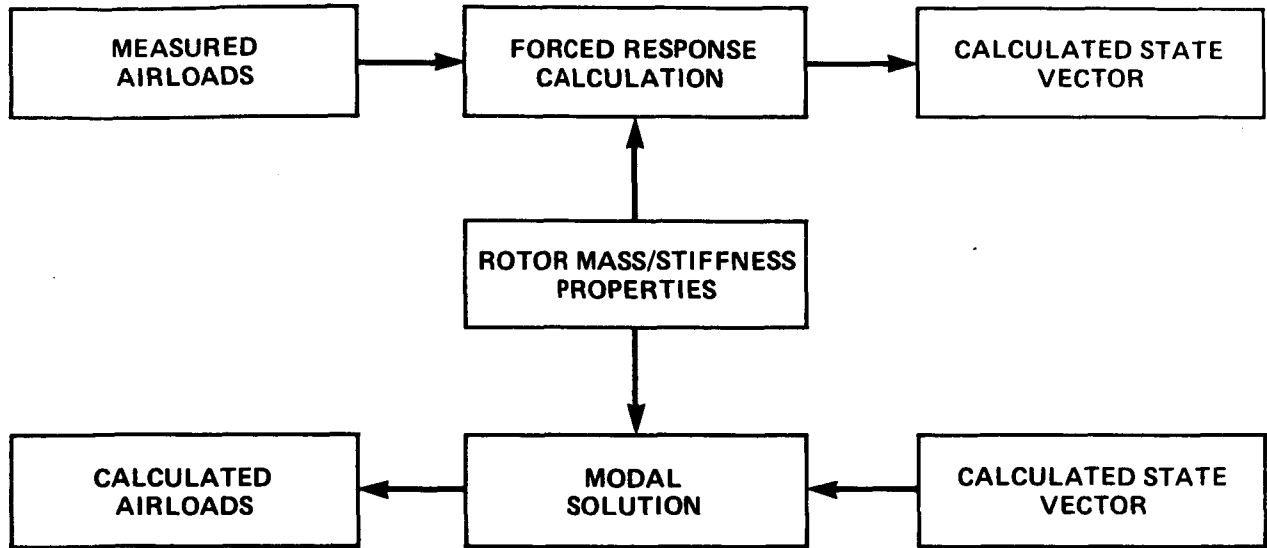 MEASURED
AIRLOADS
FORCED RESPONSE
CALCULATION
CALCULATED STATE
VECTOR
ROTOR MASS/STIFFNESS
PROPERTIES
CALCULATED
AIRLOADS
MODAL
SOLUTION
CALCULATED STATE
VECTOR